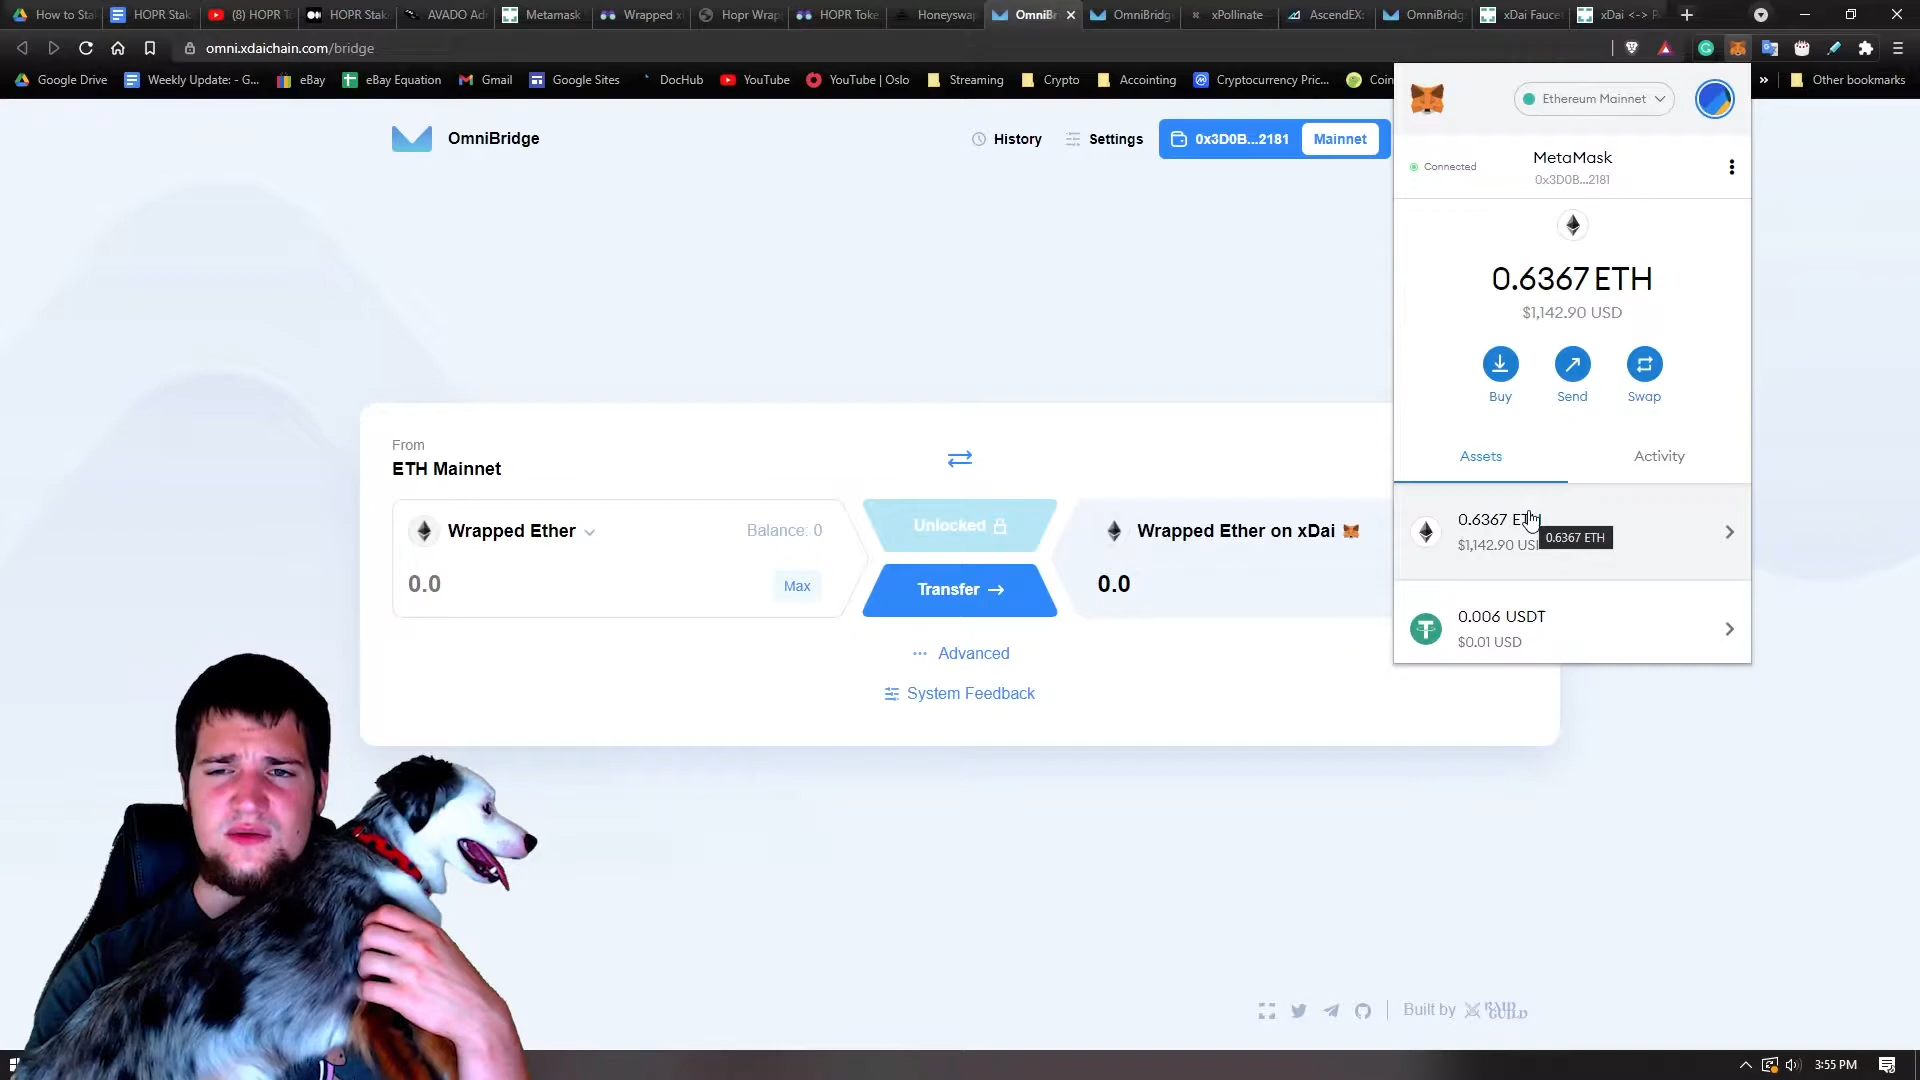 How to Sta
HOPR Stak
(8) HOPR T
HOPR Stak
AVADO Ad
Metamask
Wrapped x
Hopr Wrap
HOPR Toke
Honeyswap
OmniBr
OmniBridg
xPollinate
AscendEX:
OmniBridg
xDai Fauce
xDai <-> P
omni.xdaichain.com/bridge
Google Drive
Weekly Update: - G...
eBay
eBay Equation
Gmail
Google Sites
DocHub
YouTube
YouTube | Oslo
Streaming
Crypto
Accointing
Cryptocurrency Pric...
Coin
»
Other bookmarks
OmniBridge
History
Settings
0x3D0B...2181
Mainnet
Ethereum Mainnet
Connected
MetaMask
0x3D0B...2181
0.6367 ETH
$1,142.90 USD
Buy
Send
Swap
Assets
Activity
0.6367 ETH
$1,142.90 USD
0.6367 ETH
0.006 USDT
$0.01 USD
From
ETH Mainnet
Wrapped Ether
Balance: 0
0.0
Max
Unlocked
Transfer →
Wrapped Ether on xDai
0.0
... Advanced
System Feedback
Built by
RAID GUILD
3:55 PM